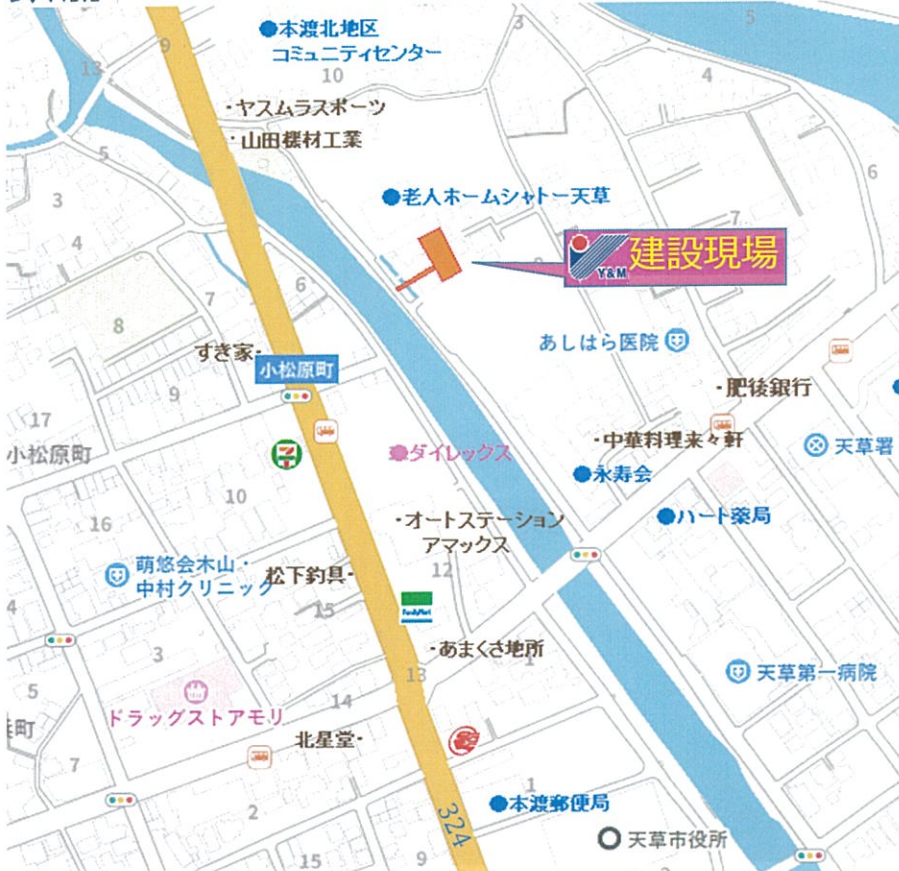 ●本渡北地区
コミュニティセンター
・ヤスムラスポーツ
・山田機材工業
●老人ホームシャトー天草
Y&M 建設現場
あしはら医院
すき家・
小松原町
・肥後銀行
小松原町
●ダイレックス
・中華料理来々軒
天草署
●永寿会
・オートステーション
アマックス
●ハート薬局
萌悠会木山・
中村クリニック
松下釣具・
FamilyMart
・あまくさ地所
天草第一病院
ドラッグストアモリ
北星堂・
●本渡郵便局
324
天草市役所
9
13
10
3
5
4
5
3
4
6
7
7
6
8
9
17
10
16
12
15
4
3
13
1
14
5
7
2
1
15
9